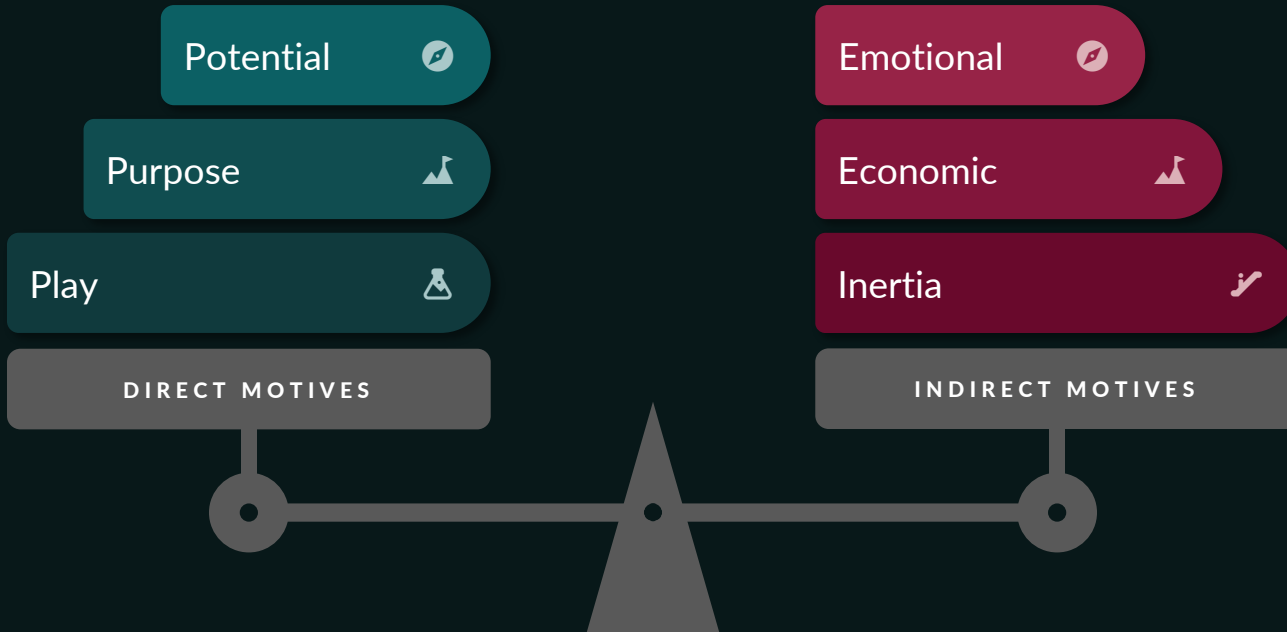 Potential
Purpose
Play
DIRECT MOTIVES
Emotional
Economic
Inertia
INDIRECT MOTIVES